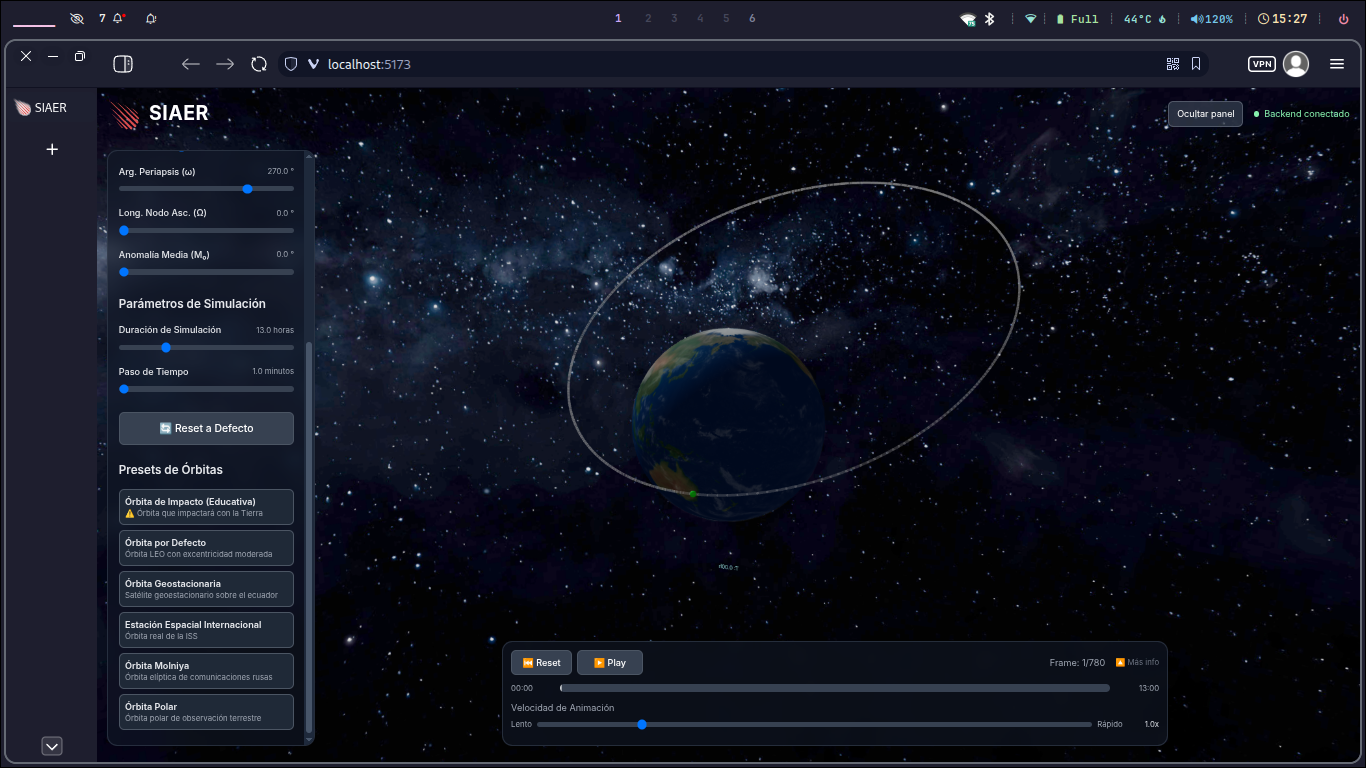 7
1 2 3 4 5 6
Full
44°C
120%
15:27
localhost:5173
VPN
SIAER
SIAER
Ocultar panel
Backend conectado
Arg. Periapsis (ω) 270.0 °
Long. Nodo Asc. (Ω) 0.0 °
Anomalía Media (M₀) 0.0 °
Parámetros de Simulación
Duración de Simulación 13.0 horas
Paso de Tiempo 1.0 minutos
Reset a Defecto
Presets de Órbitas
Órbita de Impacto (Educativa)
Órbita que impactará con la Tierra
Órbita por Defecto
Órbita LEO con excentricidad moderada
Órbita Geostacionaria
Satélite geoestacionario sobre el ecuador
Estación Espacial Internacional
Órbita real de la ISS
Órbita Molniya
Órbita elíptica de comunicaciones rusas
Órbita Polar
Órbita polar de observación terrestre
Reset
Play
Frame: 1/780
Más info
00:00 13:00
Velocidad de Animación
Lento Rápido 1.0x